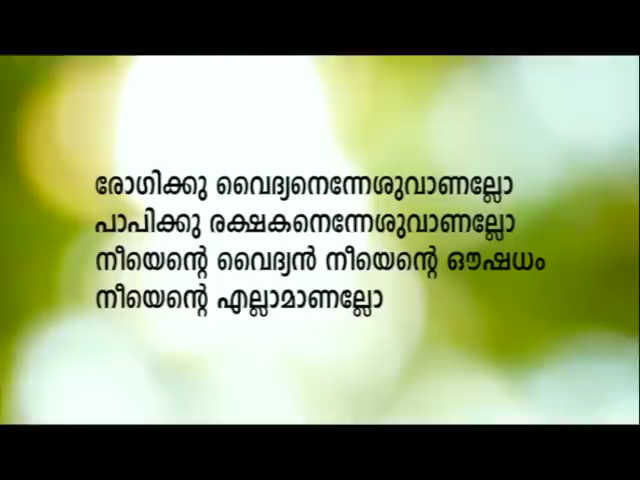 രോഗിക്കു വൈദ്യനെന്നേശുവാണല്ലോ
പാപിക്കു രക്ഷകനെന്നേശുവാണല്ലോ
നീയെന്റെ വൈദ്യൻ നീയെന്റെ ഔഷധം
നീയെന്റെ എല്ലാമാണല്ലോ